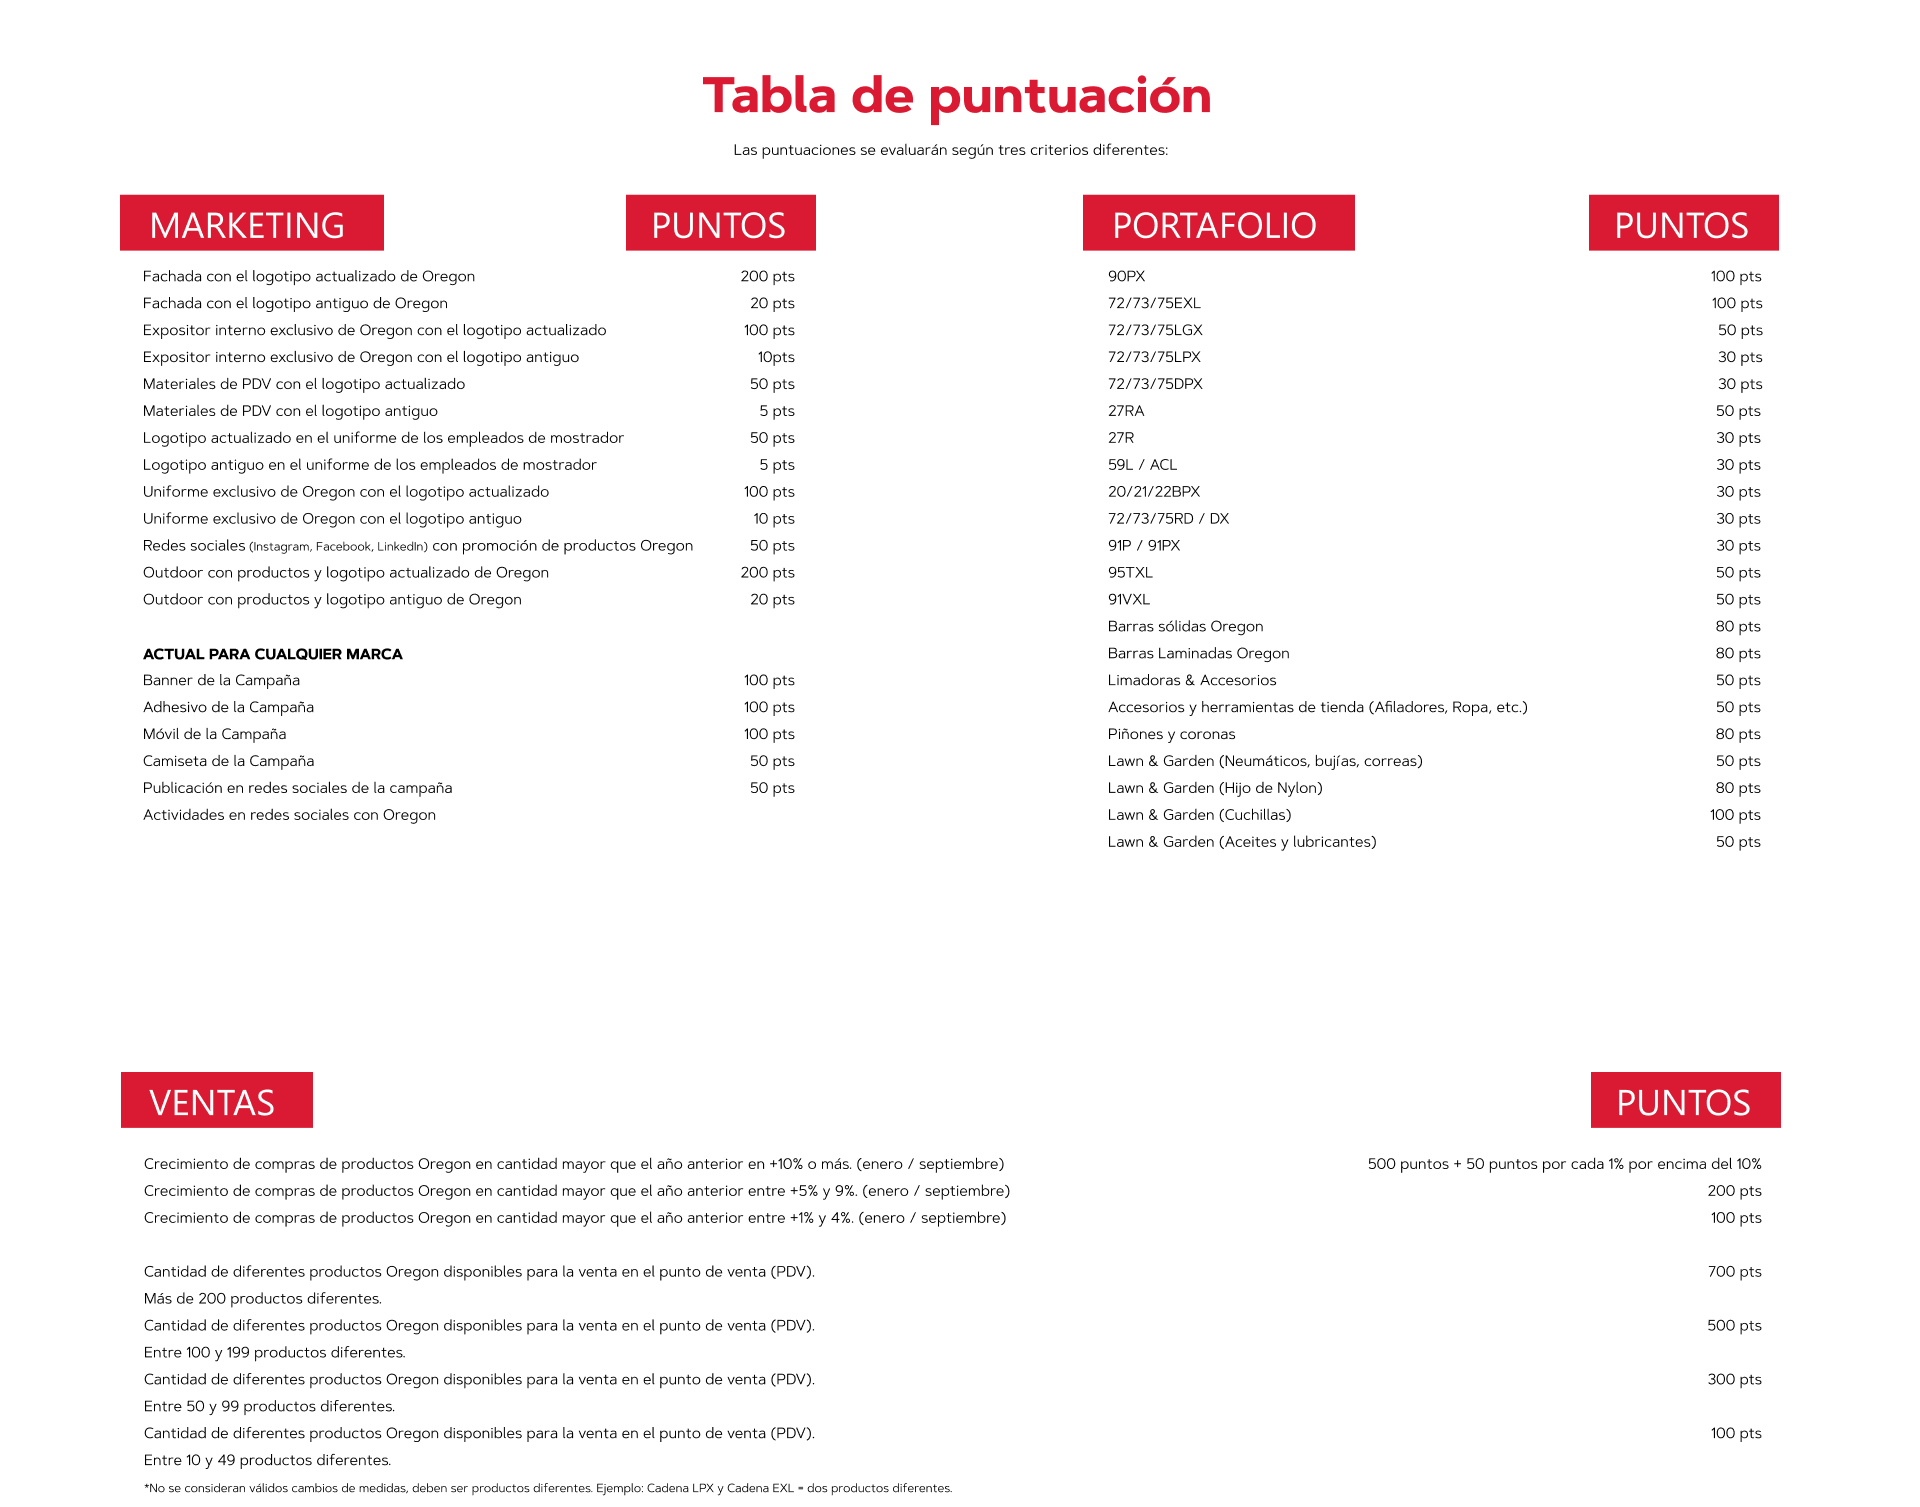 Tabla de puntuación
Las puntuaciones se evaluarán según tres criterios diferentes:
MARKETING PUNTOS
Fachada con el logotipo actualizado de Oregon 200 pts
Fachada con el logotipo antiguo de Oregon 20 pts
Expositor interno exclusivo de Oregon con el logotipo actualizado 100 pts
Expositor interno exclusivo de Oregon con el logotipo antiguo 10pts
Materiales de PDV con el logotipo actualizado 50 pts
Materiales de PDV con el logotipo antiguo 5 pts
Logotipo actualizado en el uniforme de los empleados de mostrador 50 pts
Logotipo antiguo en el uniforme de los empleados de mostrador 5 pts
Uniforme exclusivo de Oregon con el logotipo actualizado 100 pts
Uniforme exclusivo de Oregon con el logotipo antiguo 10 pts
Redes sociales (Instagram, Facebook, LinkedIn) con promoción de productos Oregon 50 pts
Outdoor con productos y logotipo actualizado de Oregon 200 pts
Outdoor con productos y logotipo antiguo de Oregon 20 pts
ACTUAL PARA CUALQUIER MARCA
Banner de la Campaña 100 pts
Adhesivo de la Campaña 100 pts
Móvil de la Campaña 100 pts
Camiseta de la Campaña 50 pts
Publicación en redes sociales de la campaña 50 pts
Actividades en redes sociales con Oregon
PORTAFOLIO PUNTOS
90PX 100 pts
72/73/75EXL 100 pts
72/73/75LGX 50 pts
72/73/75LPX 30 pts
72/73/75DPX 30 pts
27RA 50 pts
27R 30 pts
59L / ACL 30 pts
20/21/22BPX 30 pts
72/73/75RD / DX 30 pts
91P / 91PX 30 pts
95TXL 50 pts
91VXL 50 pts
Barras sólidas Oregon 80 pts
Barras Laminadas Oregon 80 pts
Limadoras & Accesorios 50 pts
Accesorios y herramientas de tienda (Afiladores, Ropa, etc.) 50 pts
Piñones y coronas 80 pts
Lawn & Garden (Neumáticos, bujías, correas) 50 pts
Lawn & Garden (Hijo de Nylon) 80 pts
Lawn & Garden (Cuchillas) 100 pts
Lawn & Garden (Aceites y lubricantes) 50 pts
VENTAS PUNTOS
Crecimiento de compras de productos Oregon en cantidad mayor que el año anterior en +10% o más. (enero / septiembre) 500 puntos + 50 puntos por cada 1% por encima del 10%
Crecimiento de compras de productos Oregon en cantidad mayor que el año anterior entre +5% y 9%. (enero / septiembre) 200 pts
Crecimiento de compras de productos Oregon en cantidad mayor que el año anterior entre +1% y 4%. (enero / septiembre) 100 pts
Cantidad de diferentes productos Oregon disponibles para la venta en el punto de venta (PDV). 700 pts
Más de 200 productos diferentes.
Cantidad de diferentes productos Oregon disponibles para la venta en el punto de venta (PDV). 500 pts
Entre 100 y 199 productos diferentes.
Cantidad de diferentes productos Oregon disponibles para la venta en el punto de venta (PDV). 300 pts
Entre 50 y 99 productos diferentes.
Cantidad de diferentes productos Oregon disponibles para la venta en el punto de venta (PDV). 100 pts
Entre 10 y 49 productos diferentes.
*No se consideran válidos cambios de medidas, deben ser productos diferentes. Ejemplo: Cadena LPX y Cadena EXL = dos productos diferentes.